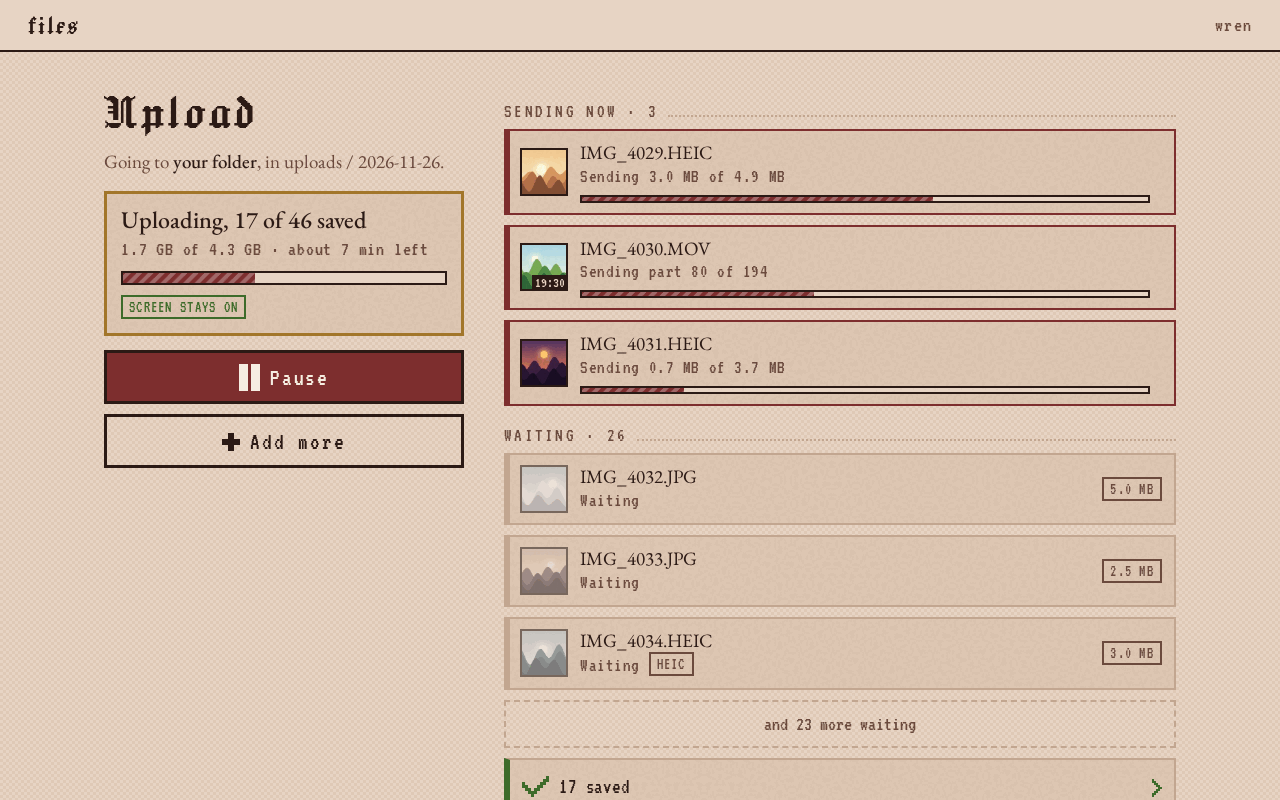 files
wren
Upload
Going to your folder, in uploads / 2026-11-26.
Uploading, 17 of 46 saved
1.7 GB of 4.3 GB · about 7 min left
SCREEN STAYS ON
Pause
Add more
SENDING NOW · 3
IMG_4029.HEIC
Sending 3.0 MB of 4.9 MB
IMG_4030.MOV
Sending part 80 of 194
19:30
IMG_4031.HEIC
Sending 0.7 MB of 3.7 MB
WAITING · 26
IMG_4032.JPG
Waiting
5.0 MB
IMG_4033.JPG
Waiting
2.5 MB
IMG_4034.HEIC
Waiting HEIC
3.0 MB
and 23 more waiting
17 saved